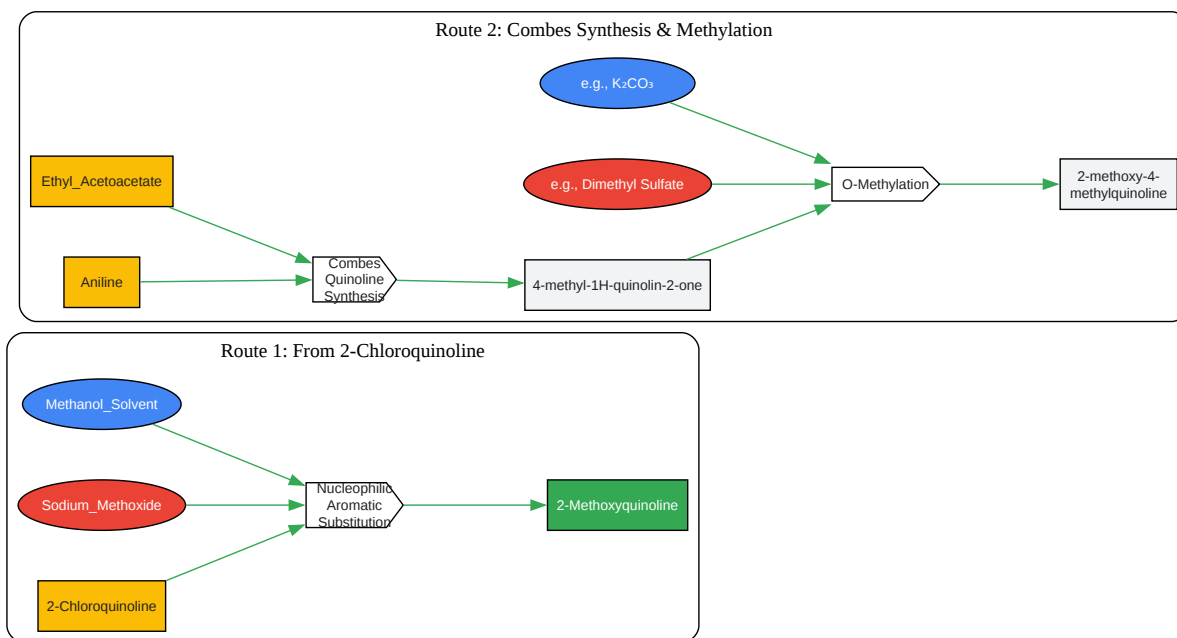 Route 2: Combes Synthesis & Methylation
e.g., K₂CO₃
Ethyl_Acetoacetate
e.g., Dimethyl Sulfate
O-Methylation
2-methoxy-4-
methylquinoline
Aniline
Combes
Quinoline
Synthesis
4-methyl-1H-quinolin-2-one
Route 1: From 2-Chloroquinoline
Methanol_Solvent
Sodium_Methoxide
Nucleophilic
Aromatic
Substitution
2-Methoxyquinoline
2-Chloroquinoline